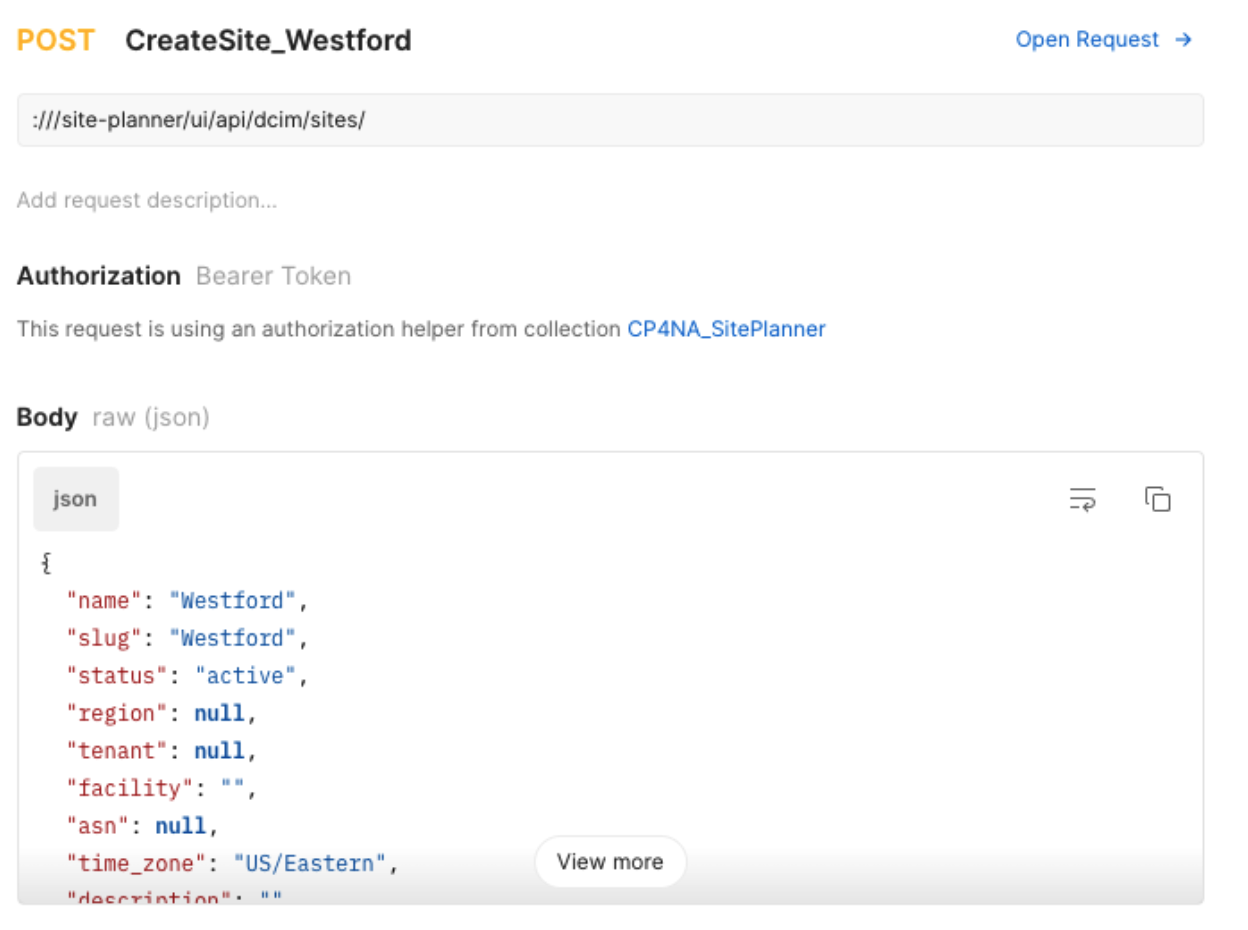 POST CreateSite_Westford Open Request →
:///site-planner/ui/api/dcim/sites/
Add request description...
Authorization Bearer Token
This request is using an authorization helper from collection CP4NA_SitePlanner
Body raw (json)
json
{
"name": "Westford",
"slug": "Westford",
"status": "active",
"region": null,
"tenant": null,
"facility": "",
"asn": null,
"time_zone": "US/Eastern",
View more
"description": ""